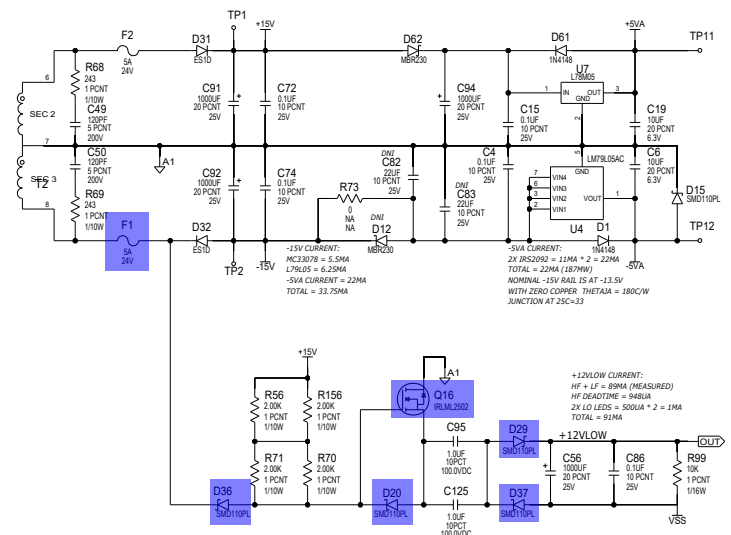 F2
5A
24V
D31
ES1D
TP1
+15V
D62
MBR230
D61
1N4148
+5VA
TP11
6
SEC 2
R68
243
1 PCNT
1/10W
C49
120PF
5 PCNT
200V
C91
1000UF
20 PCNT
25V
C72
0.1UF
10 PCNT
25V
C94
1000UF
20 PCNT
25V
C15
0.1UF
10 PCNT
25V
U7
L78M05
1
IN
OUT
3
GND
2
C19
10UF
20 PCNT
6.3V
7
A1
C50
120PF
5 PCNT
200V
SEC 3
T2
R69
243
1 PCNT
1/10W
8
C92
1000UF
20 PCNT
25V
C74
0.1UF
10 PCNT
25V
R73
0
NA
NA
DNI
C82
22UF
10 PCNT
25V
DNI
C83
22UF
10 PCNT
25V
C4
0.1UF
10 PCNT
25V
LM79L05AC
5
GND
7
VIN4
6
VIN3
3
VIN2
2
VIN1
VOUT
1
U4
C6
10UF
20 PCNT
6.3V
D15
SMD110PL
F1
5A
24V
D32
ES1D
TP2
-15V
DNI
D12
MBR230
D1
1N4148
-5VA
TP12
-15V CURRENT:
MC33078 = 5.5MA
L79L05 = 6.25MA
-5VA CURRENT = 22MA
TOTAL = 33.75MA
-5VA CURRENT:
2X IRS2092 = 11MA * 2 = 22MA
TOTAL = 22MA (187MW)
NOMINAL -15V RAIL IS AT -13.5V
WITH ZERO COPPER THETAJA = 180C/W
JUNCTION AT 25C=33
+15V
A1
Q16
IRLML2502
R56
2.00K
1 PCNT
1/10W
R156
2.00K
1 PCNT
1/10W
R71
2.00K
1 PCNT
1/10W
R70
2.00K
1 PCNT
1/10W
+12VLOW CURRENT:
HF + LF = 89MA (MEASURED)
HF DEADTIME = 948UA
2X LO LEDS = 500UA * 2 = 1MA
TOTAL = 91MA
C95
1.0UF
10PCT
100.0VDC
D29
SMD110PL
+12VLOW
OUT
C56
1000UF
20 PCNT
25V
C86
0.1UF
10 PCNT
25V
R99
10K
1 PCNT
1/16W
D36
SMD110PL
D20
SMD110PL
C125
1.0UF
10PCT
100.0VDC
D37
SMD110PL
VSS